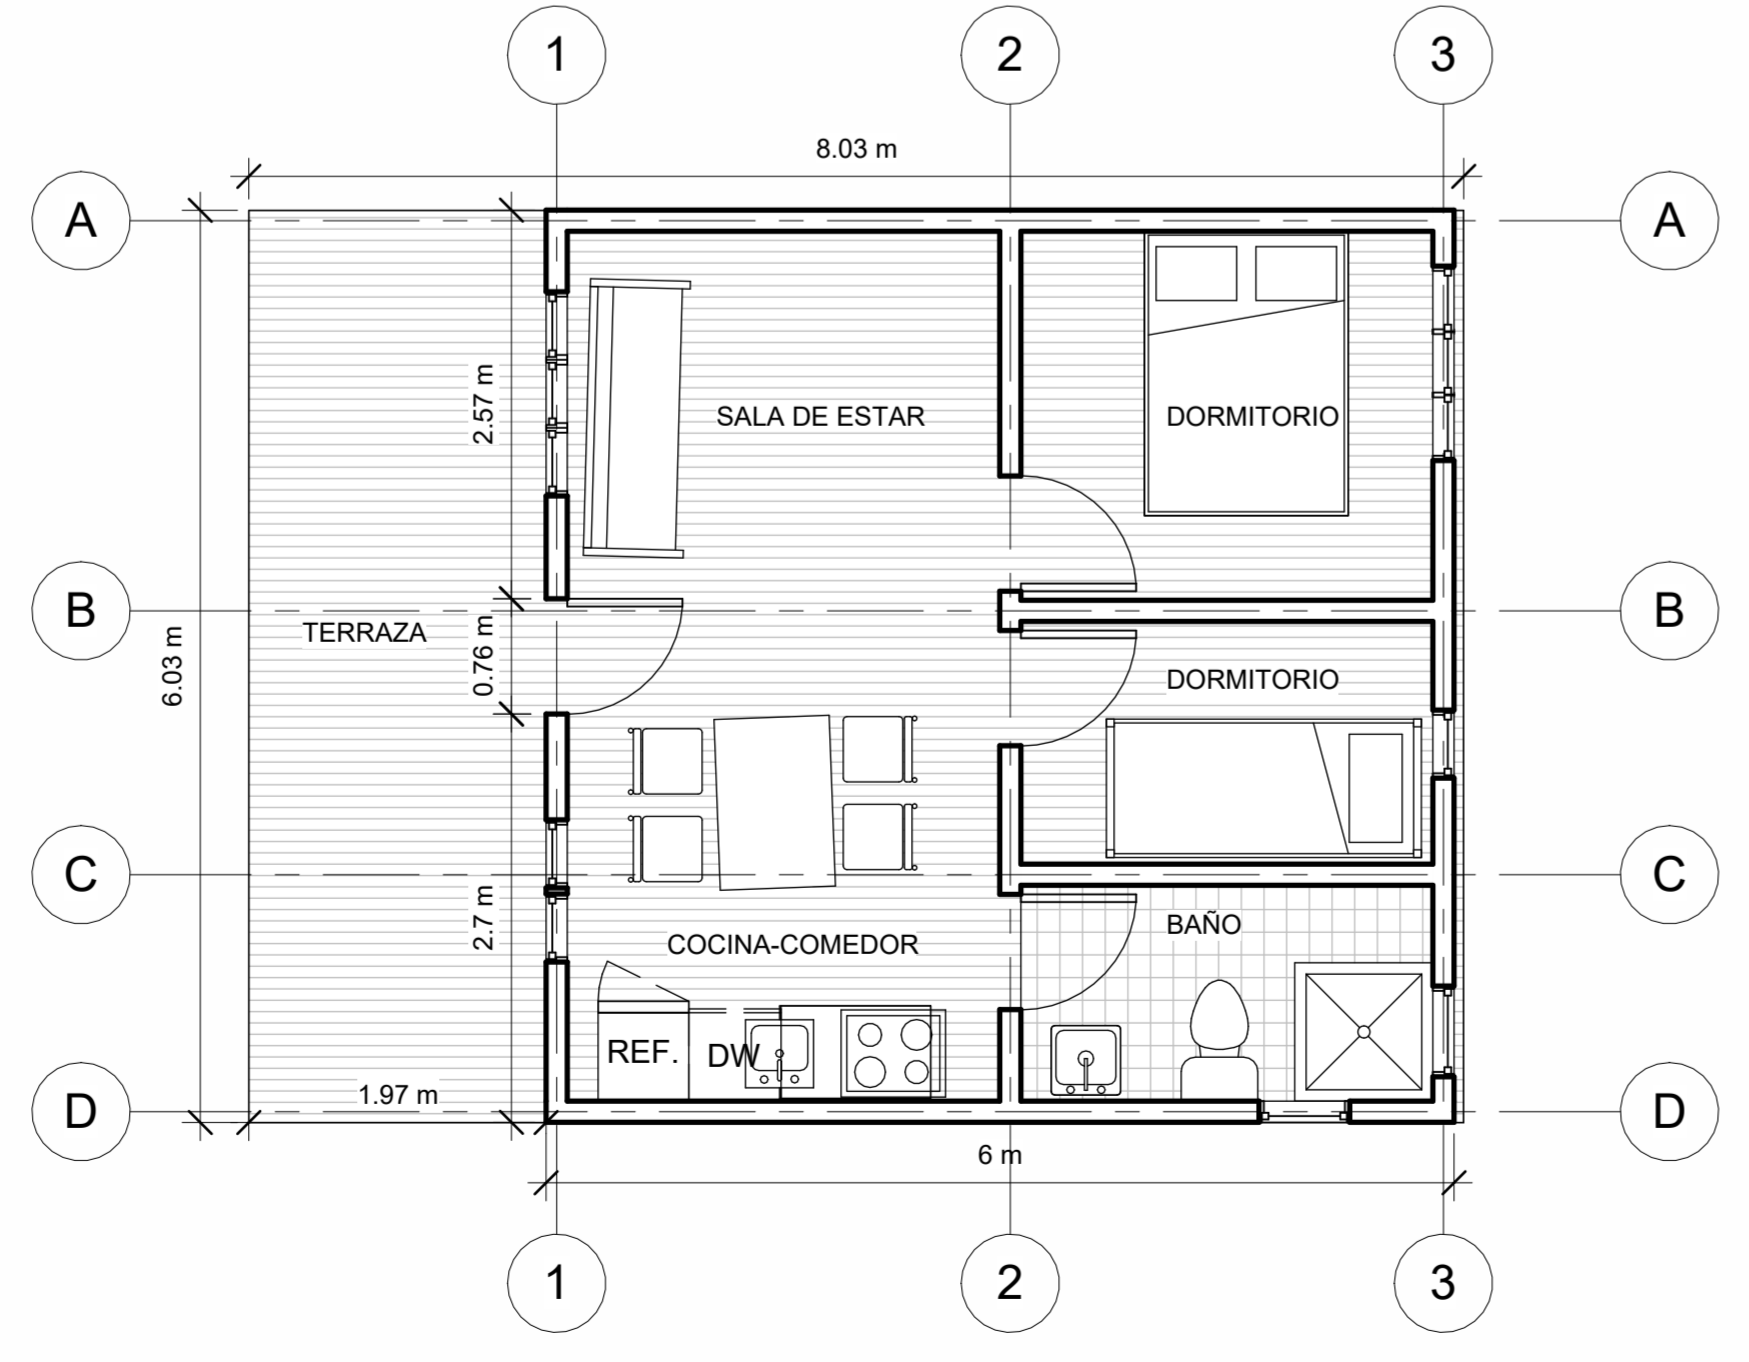 1
2
3
8.03 m
A
A
2.57 m
SALA DE ESTAR
DORMITORIO
B
B
6.03 m
TERRAZA
0.76 m
DORMITORIO
C
C
2.7 m
COCINA-COMEDOR
BAÑO
REF.
DW
1.97 m
D
D
6 m
1
2
3